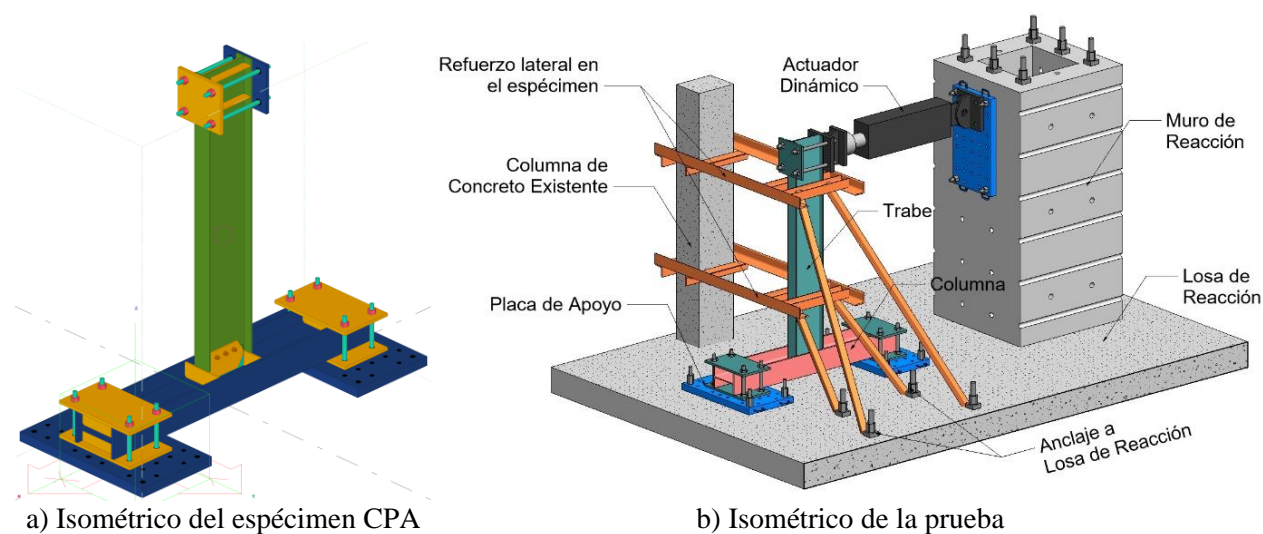 Refuerzo lateral en
el espécimen
Actuador
Dinámico
Columna de
Concreto Existente
Muro de
Reacción
Trabe
Placa de Apoyo
Columna
Losa de
Reacción
Anclaje a
Losa de Reacción
a) Isométrico del espécimen CPA
b) Isométrico de la prueba